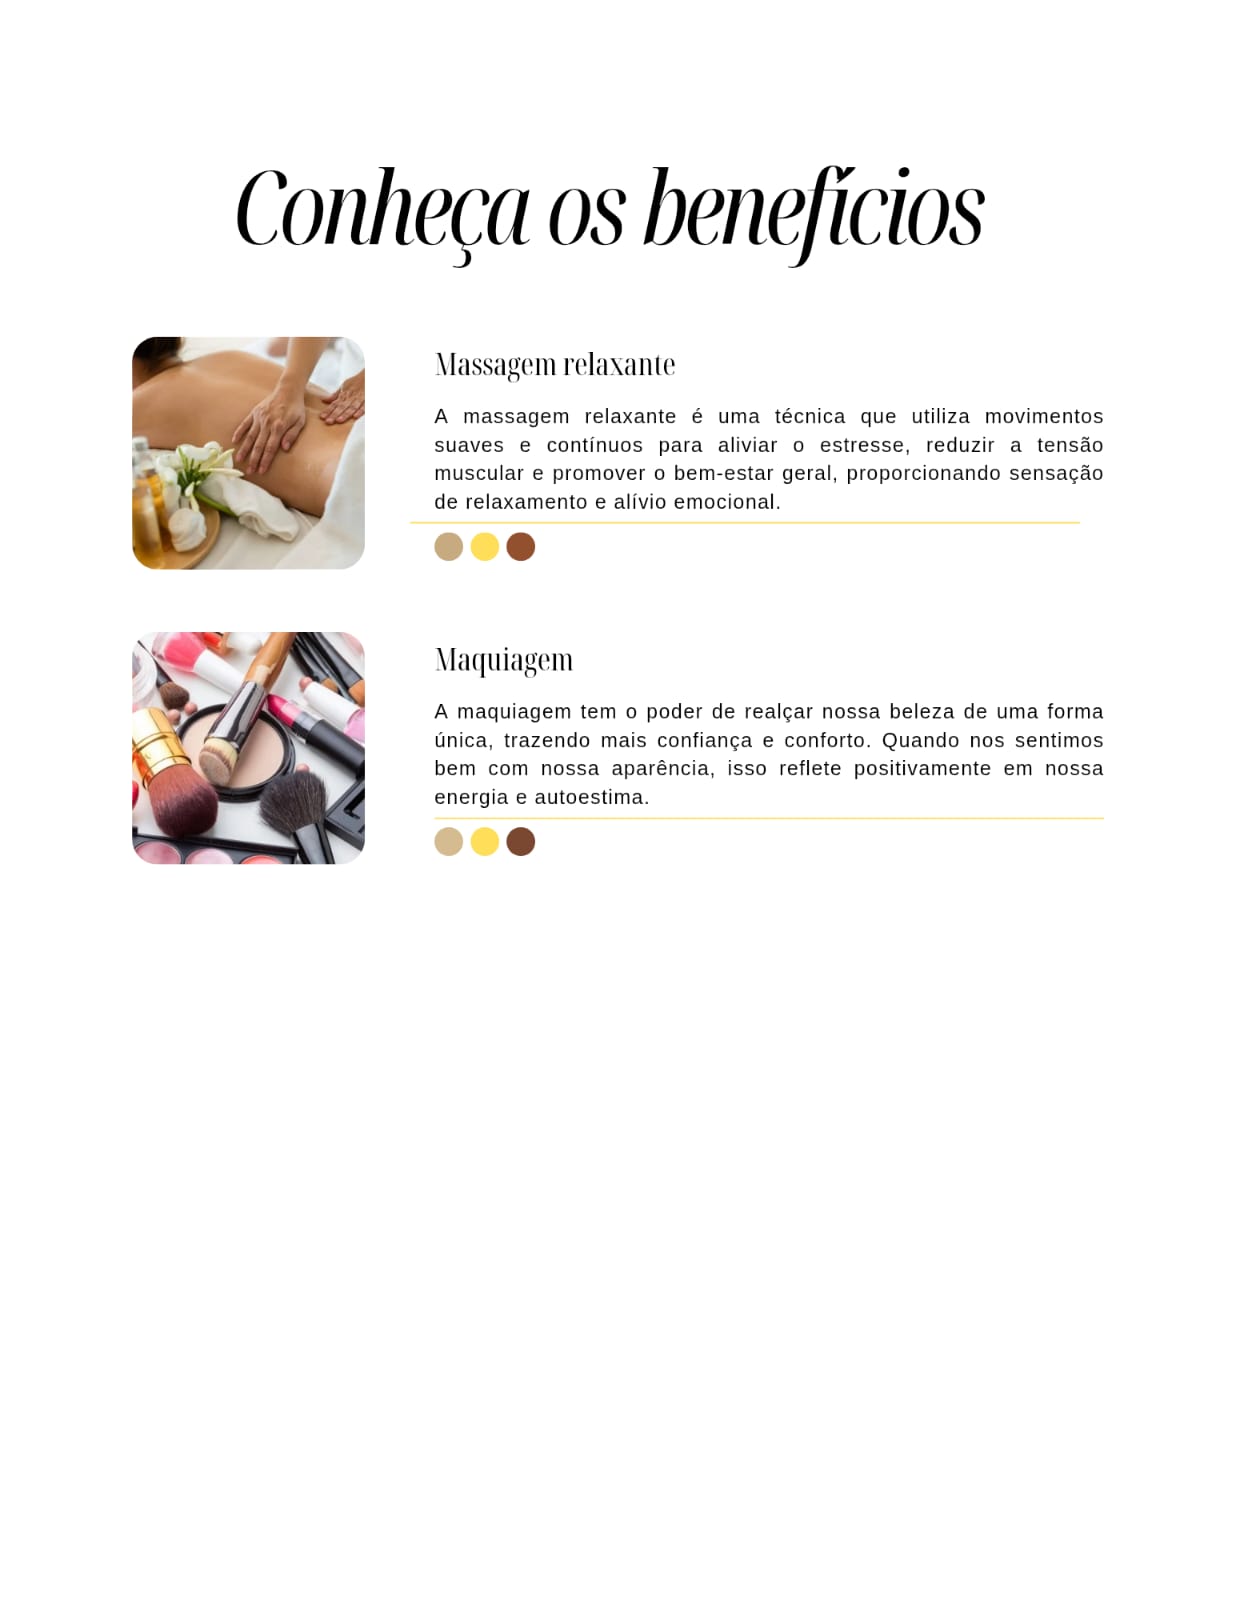 Conheça os benefícios
Massagem relaxante
A massagem relaxante é uma técnica que utiliza movimentos
suaves e contínuos para aliviar o estresse, reduzir a tensão
muscular e promover o bem-estar geral, proporcionando sensação
de relaxamento e alívio emocional.
Maquiagem
A maquiagem tem o poder de realçar nossa beleza de uma forma
única, trazendo mais confiança e conforto. Quando nos sentimos
bem com nossa aparência, isso reflete positivamente em nossa
energia e autoestima.